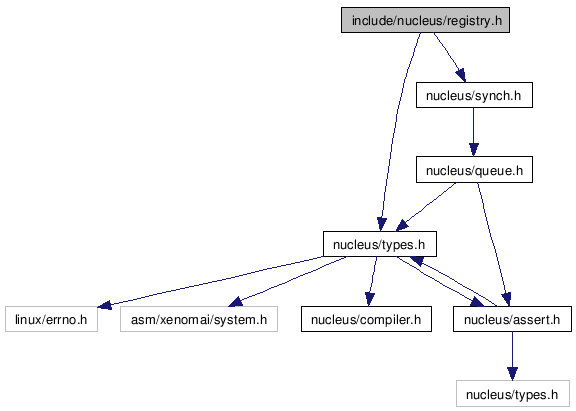 include/nucleus/registry.h
nucleus/synch.h
nucleus/queue.h
nucleus/types.h
linux/errno.h
asm/xenomai/system.h
nucleus/compiler.h
nucleus/assert.h
nucleus/types.h